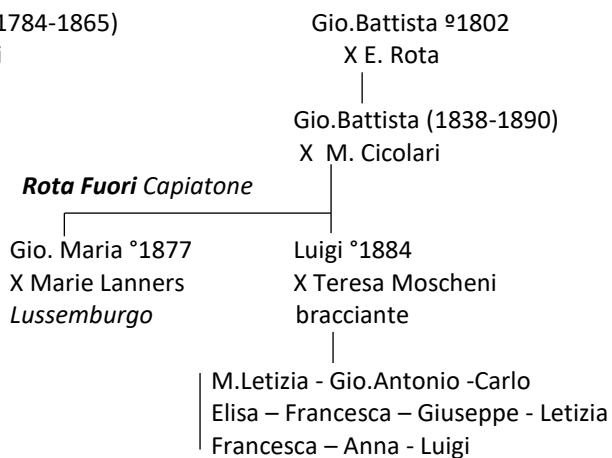 1784-1865)
i
Gio.Battista º1802
X E. Rota
Gio.Battista (1838-1890)
X M. Cicolari
Rota Fuori Capiatone
Gio. Maria °1877
X Marie Lanners
Lussemburgo
Luigi °1884
X Teresa Moscheni
bracciante
M.Letizia - Gio.Antonio -Carlo
Elisa – Francesca – Giuseppe - Letizia
Francesca – Anna - Luigi